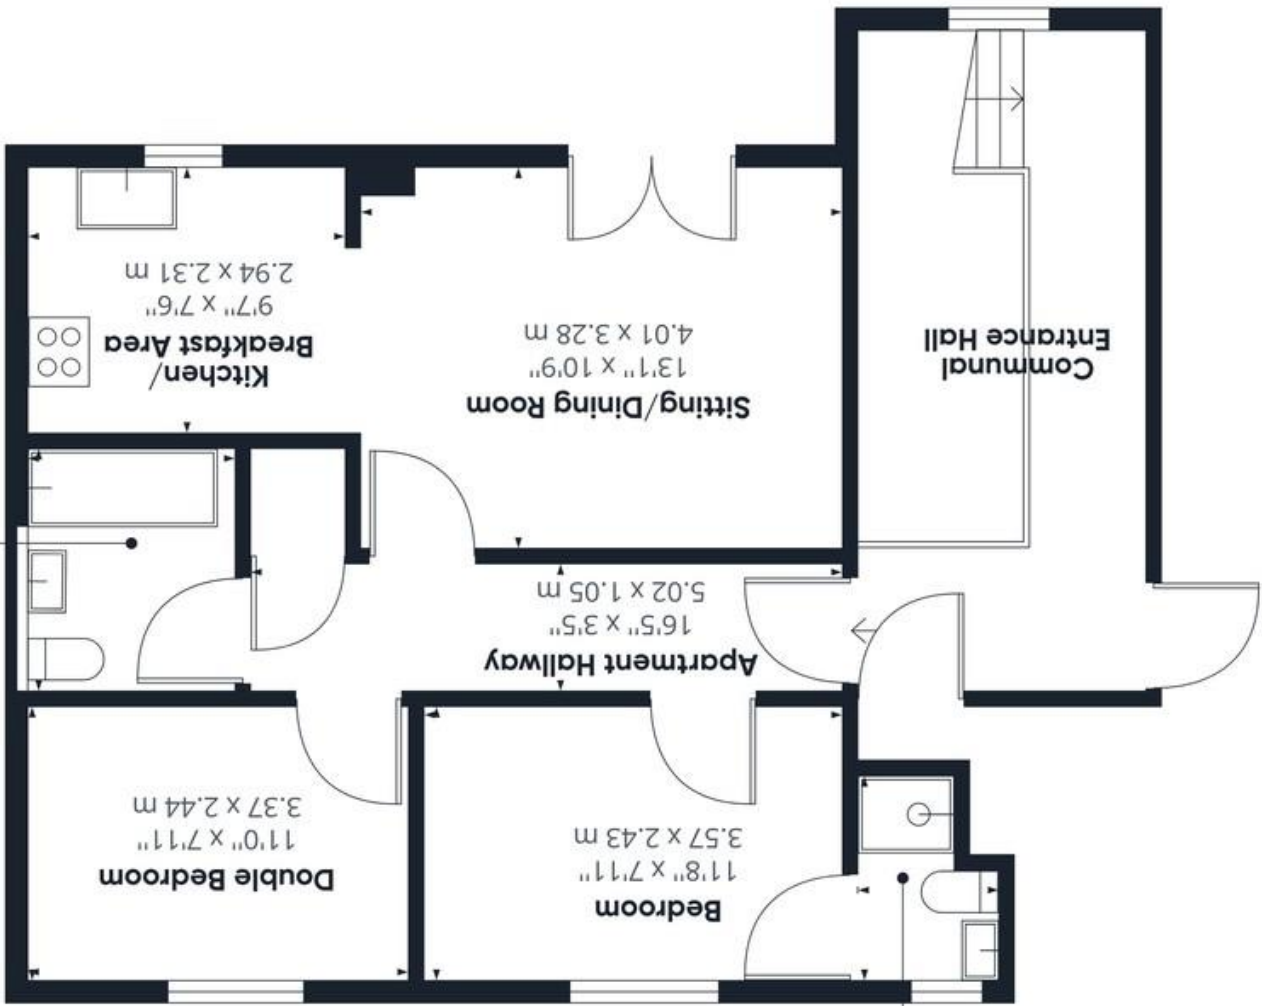 Bedroom
11'8" x 7'11"
3.57 x 2.43 m
Double Bedroom
11'0" x 7'11"
3.37 x 2.44 m
Apartment Hallway
16'5" x 3'5"
5.02 x 1.05 m
Communal
Entrance Hall
Sitting/Dining Room
13'1" x 10'9"
4.01 x 3.28 m
Kitchen/
Breakfast Area
9'7" x 7'6"
2.94 x 2.31 m